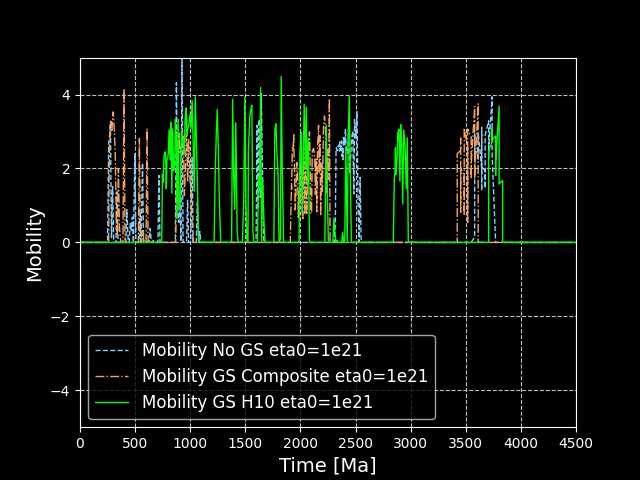 4
2
0
−2
−4
Mobility
Mobility No GS eta0=1e21
Mobility GS Composite eta0=1e21
Mobility GS H10 eta0=1e21
0 500 1000 1500 2000 2500 3000 3500 4000 4500
Time [Ma]